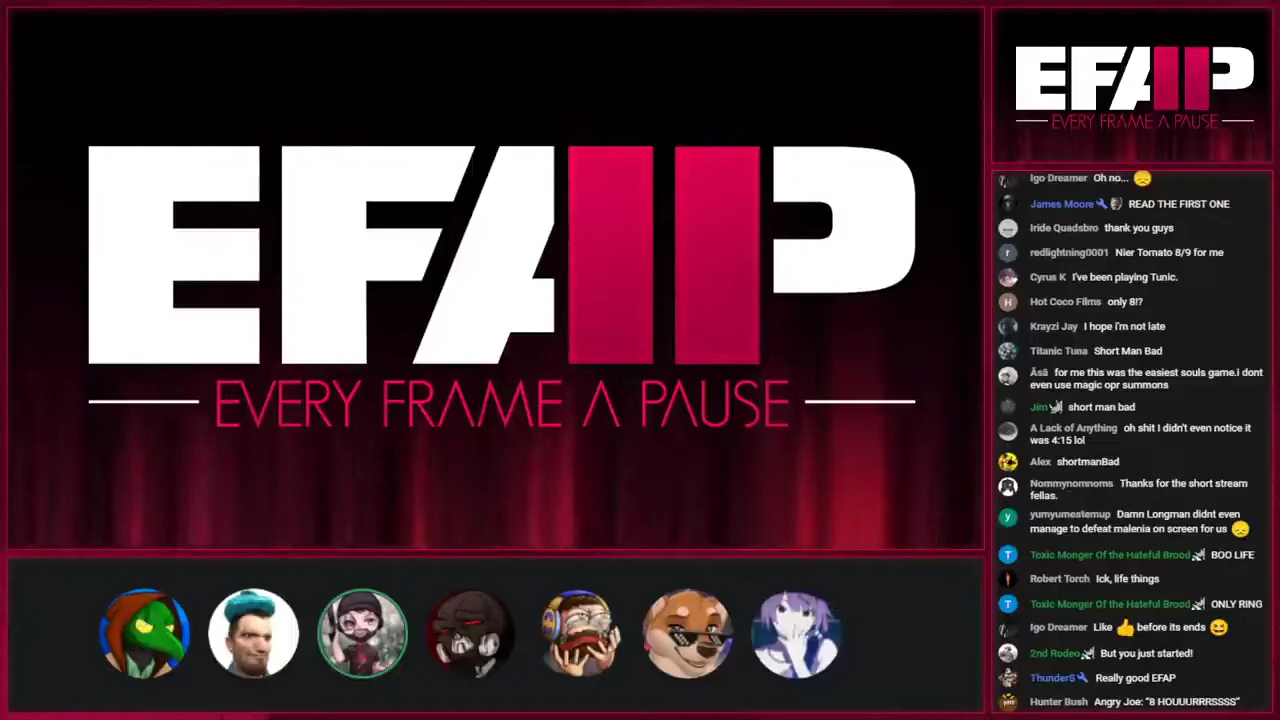 EFAP
EVERY FRAME A PAUSE
EFAP
EVERY FRAME A PAUSE
Igo Dreamer Oh no... 😞
James Moore READ THE FIRST ONE
Iride Quadsbro thank you guys
redlightning0001 Nier Tomato 8/9 for me
Cyrus K I've been playing Tunic.
Hot Coco Films only 8!?
Krayzi Jay I hope i'm not late
Titanic Tuna Short Man Bad
Äsä for me this was the easiest souls game.i dont
even use magic opr summons
Jim short man bad
A Lack of Anything oh shit I didn't even notice it
was 4:15 lol
Alex shortmanBad
Nommynomnoms Thanks for the short stream
fellas.
yumyumeatemup Damn Longman didnt even
manage to defeat malenia on screen for us 😞
Toxic Monger Of the Hateful Brood BOO LIFE
Robert Torch Ick, life things
Toxic Monger Of the Hateful Brood ONLY RING
Igo Dreamer Like 👍 before its ends 😆
2nd Rodeo But you just started!
ThunderS Really good EFAP
Hunter Bush Angry Joe: "8 HOUUURRRSSSS"